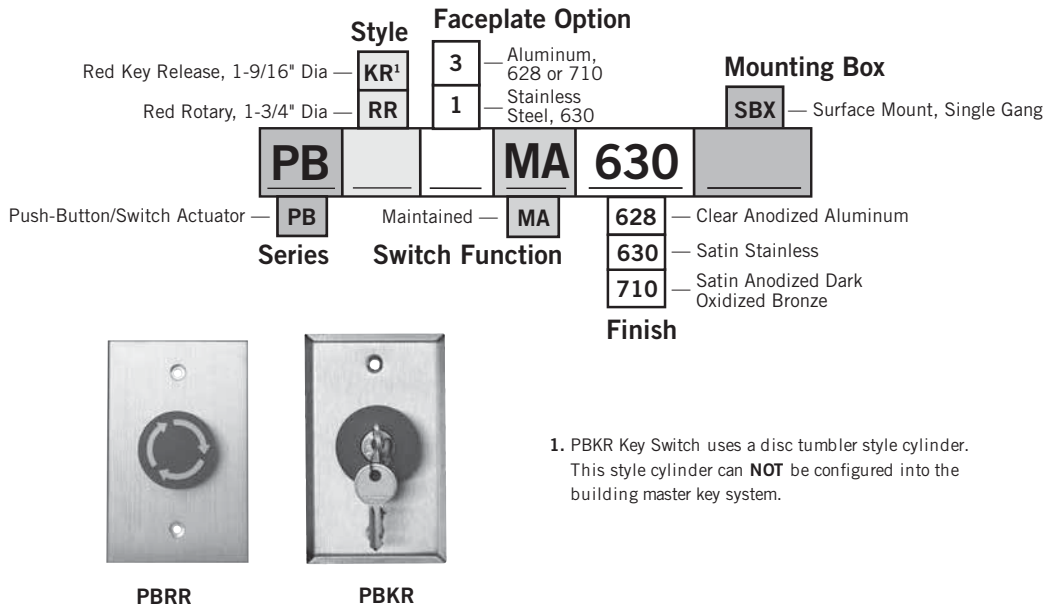 Faceplate Option
Style
Red Key Release, 1-9/16" Dia — KR¹
3 — Aluminum,
628 or 710
Mounting Box
Red Rotary, 1-3/4" Dia — RR
1 — Stainless
Steel, 630
SBX — Surface Mount, Single Gang
PB MA 630
Push-Button/Switch Actuator — PB
Maintained — MA
628 — Clear Anodized Aluminum
Series
Switch Function
630 — Satin Stainless
710 — Satin Anodized Dark
Oxidized Bronze
Finish
1. PBKR Key Switch uses a disc tumbler style cylinder.
This style cylinder can NOT be configured into the
building master key system.
PBRR
PBKR